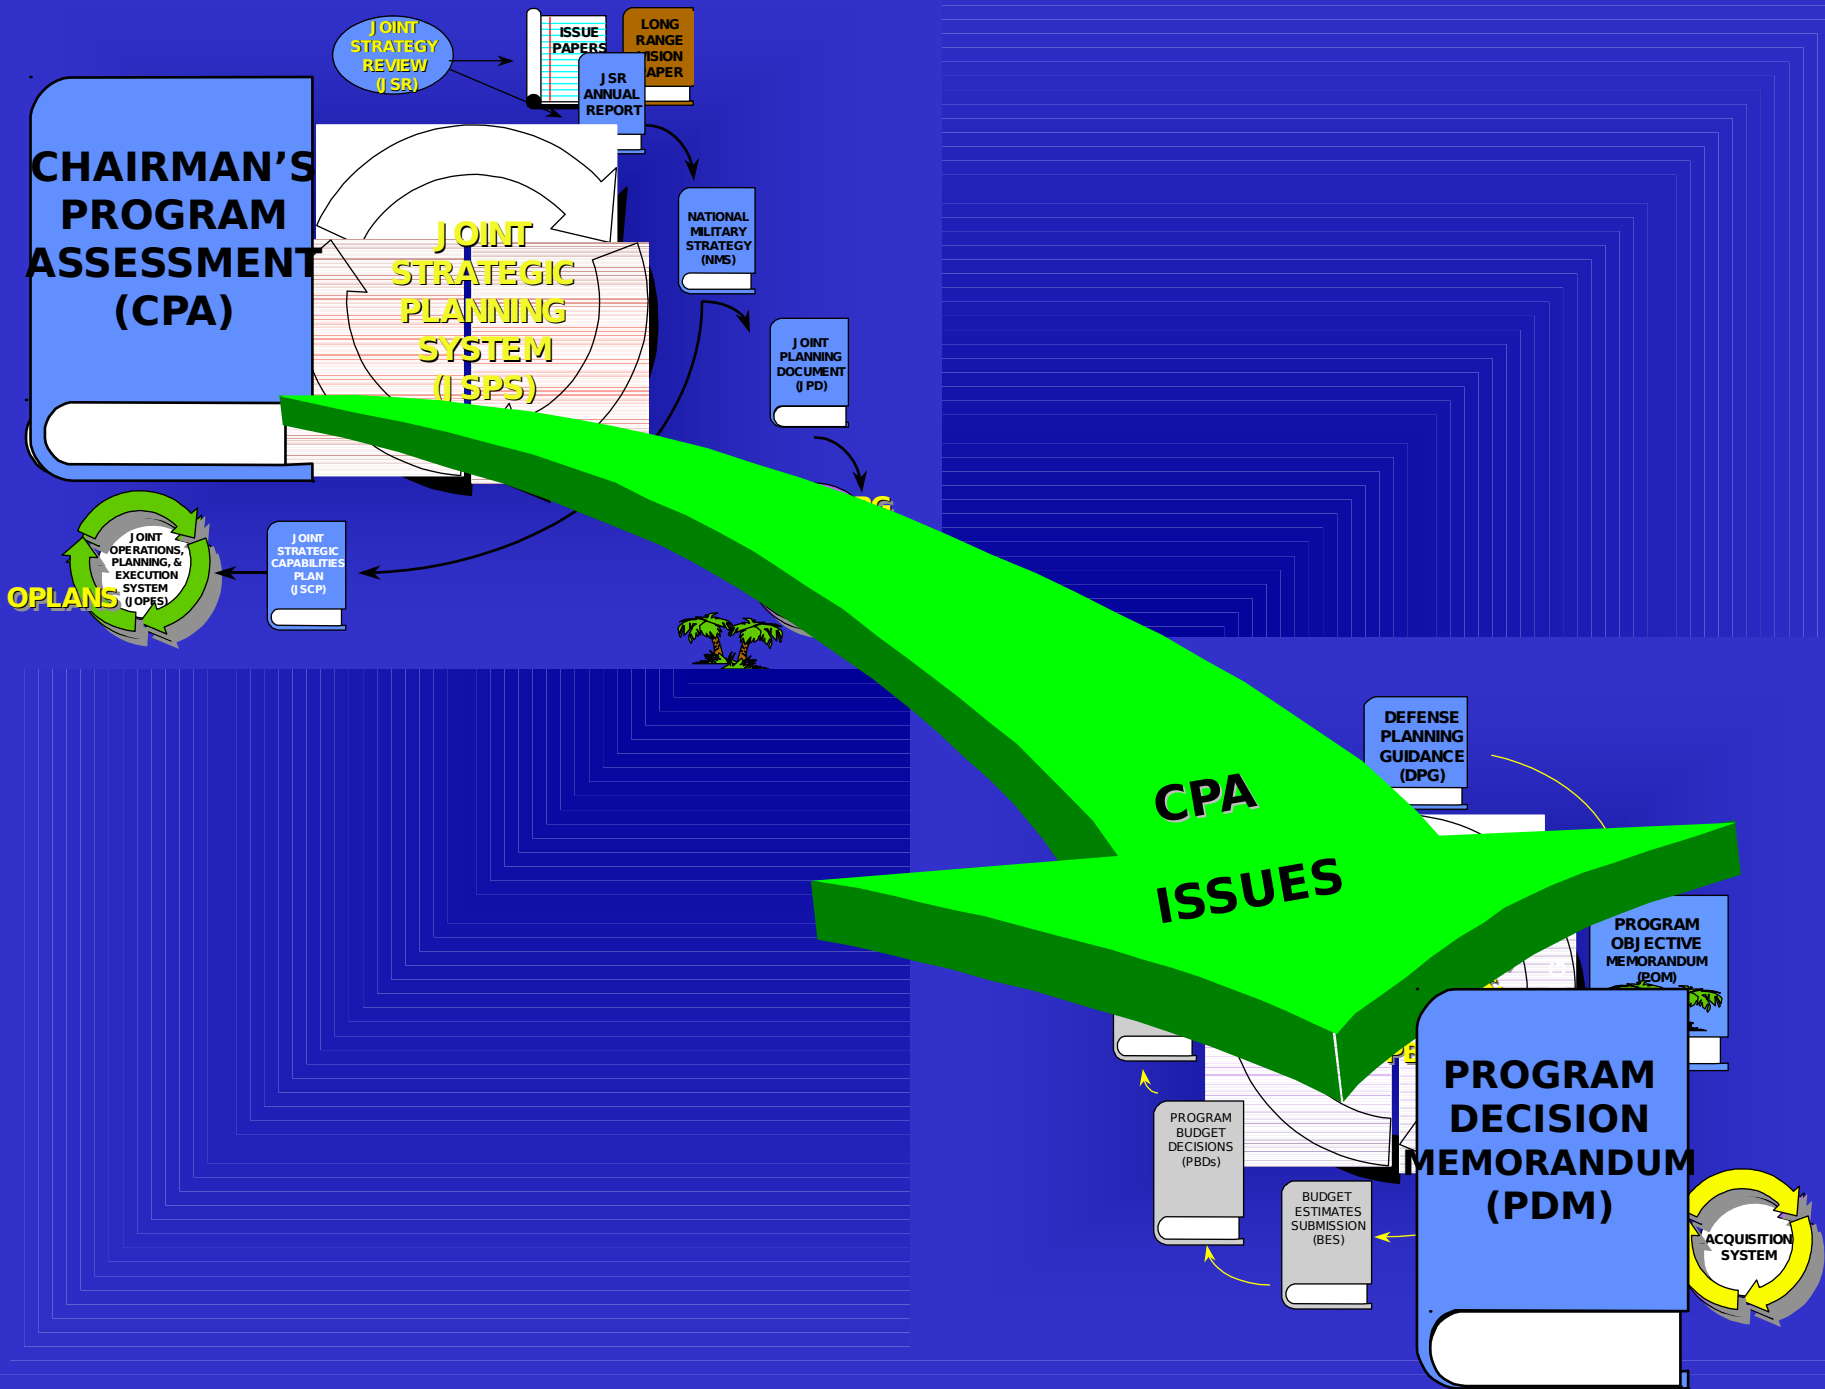 JOINT
STRATEGY
REVIEW
(JSR)
ISSUE
PAPERS
LONG
RANGE
JSR
ANNUAL
REPORT
CHAIRMAN’S
PROGRAM
ASSESSMENT
(CPA)
JOINT
STRATEGIC
PLANNING
SYSTEM
(JSPS)
NATIONAL
MILITARY
STRATEGY
(NMS)
JOINT
PLANNING
DOCUMENT
(JPD)
JOINT
OPERATIONS,
PLANNING, &
EXECUTION
SYSTEM
(JOPES)
OPLANS
JOINT
STRATEGIC
CAPABILITIES
PLAN
(JSCP)
DEFENSE
PLANNING
GUIDANCE
(DPG)
CPA
ISSUES
PROGRAM
OBJECTIVE
MEMORANDUM
(POM)
PROGRAM
DECISION
MEMORANDUM
(PDM)
PROGRAM
BUDGET
DECISIONS
(PBDs)
BUDGET
ESTIMATES
SUBMISSION
(BES)
ACQUISITION
SYSTEM